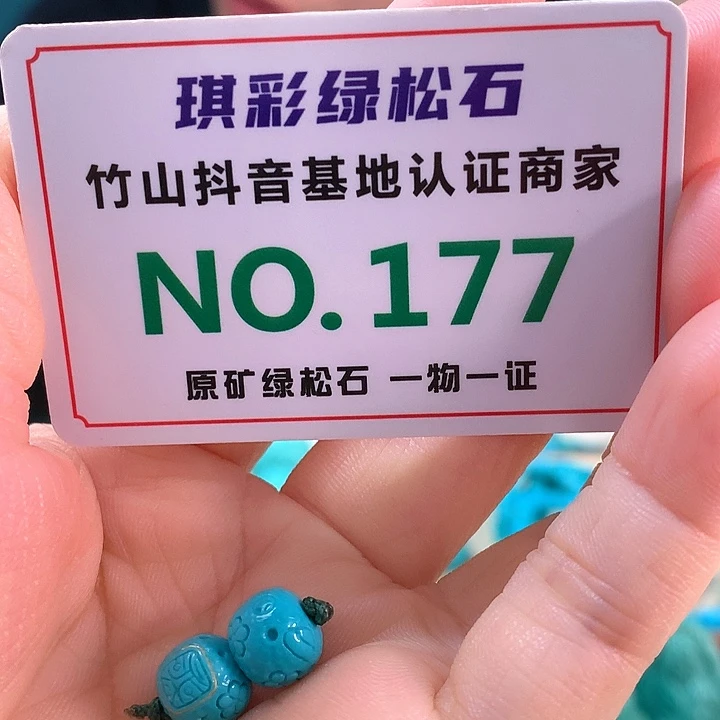 琪彩绿松石
竹山抖音基地认证商家
NO.177
原矿绿松石 一物一证